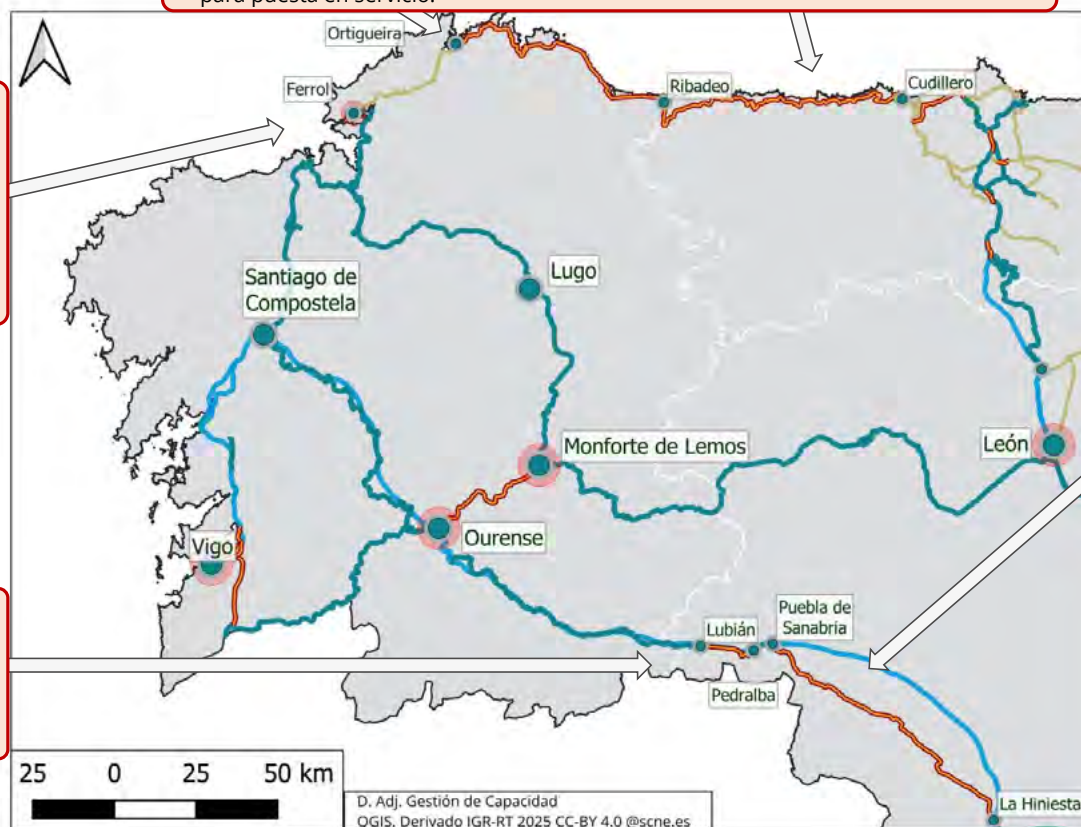 para puesta en servicio.
Ortigueira
Ferrol
Ribadeo
Cudillero
Santiago de
Compostela
Lugo
Monforte de Lemos
León
Vigo
Ourense
Lubián
Puebla de
Sanabria
Pedralba
La Hiniesta
25 0 25 50 km
D. Adj. Gestión de Capacidad
QGIS. Derivado IGR-RT 2025 CC-BY 4.0 @scne.es